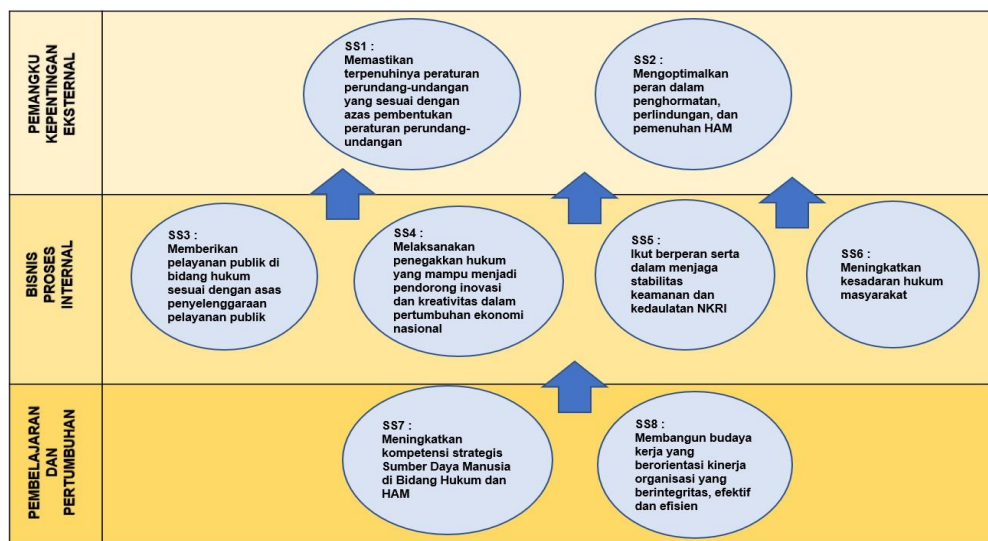 PEMANGKU
KEPENTINGAN
EKSTERNAL
SS1 :
Memastikan
terpenuhinya peraturan
perundang-undangan
yang sesuai dengan
azas pembentukan
peraturan perundang-
undangan
SS2 :
Mengoptimalkan
peran dalam
penghormatan,
perlindungan, dan
pemenuhan HAM
BISNIS
PROSES
INTERNAL
SS3 :
Memberikan
pelayanan publik di
bidang hukum
sesuai dengan asas
penyelenggaraan
pelayanan publik
SS4 :
Melaksanakan
penegakkan hukum
yang mampu menjadi
pendorong inovasi
dan kreativitas dalam
pertumbuhan ekonomi
nasional
SS5 :
Ikut berperan serta
dalam menjaga
stabilitas
keamanan dan
kedaulatan NKRI
SS6 :
Meningkatkan
kesadaran hukum
masyarakat
PEMBELAJARAN
DAN
PERTUMBUHAN
SS7 :
Meningkatkan
kompetensi strategis
Sumber Daya Manusia
di Bidang Hukum dan
HAM
SS8 :
Membangun budaya
kerja yang
berorientasi kinerja
organisasi yang
berintegritas, efektif
dan efisien